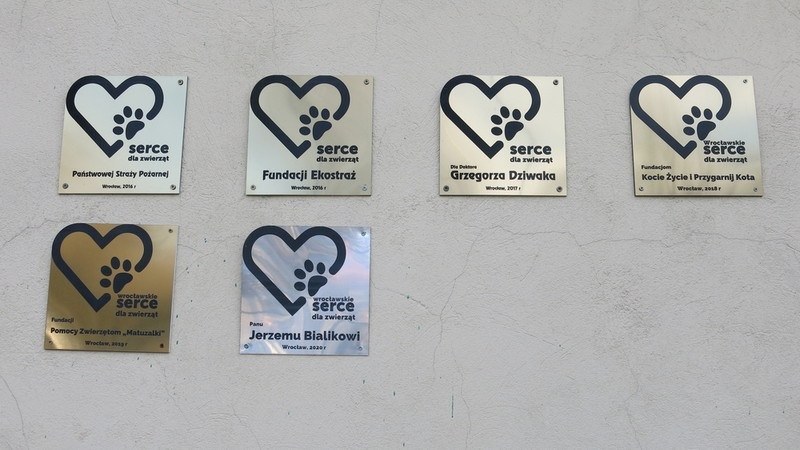 serce
dla zwierząt
Państwowej Straży Pożarnej
Wrocław, 2016 r
serce
dla zwierząt
Fundacji Ekostraż
Wrocław, 2016 r
serce
dla zwierząt
Dla Doktora
Grzegorza Dziwaka
Wrocław, 2017 r
Wrocławskie
serce
dla zwierząt
Fundacjom
Kocie Życie i Przygarnij Kota
Wrocław, 2018 r
wrocławskie
serce
dla zwierząt
Fundacji
Pomocy Zwierzętom „Matuzalki”
Wrocław, 2019 r
wrocławskie
serce
dla zwierząt
Panu
Jerzemu Bialikowi
Wrocław, 2020 r